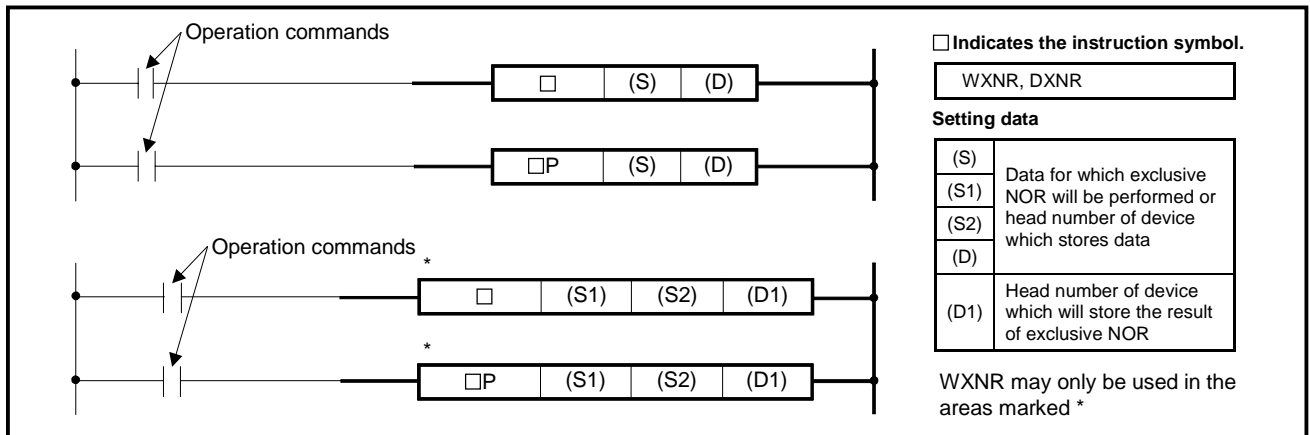 Operation commands
□ (S) (D)
□P (S) (D)
Operation commands
*
□ (S1) (S2) (D1)
*
□P (S1) (S2) (D1)
□ Indicates the instruction symbol.
WXNR, DXNR
Setting data
(S)
(S1)
(S2)
(D)
Data for which exclusive
NOR will be performed or
head number of device
which stores data
(D1)
Head number of device
which will store the result
of exclusive NOR
WXNR may only be used in the
areas marked *